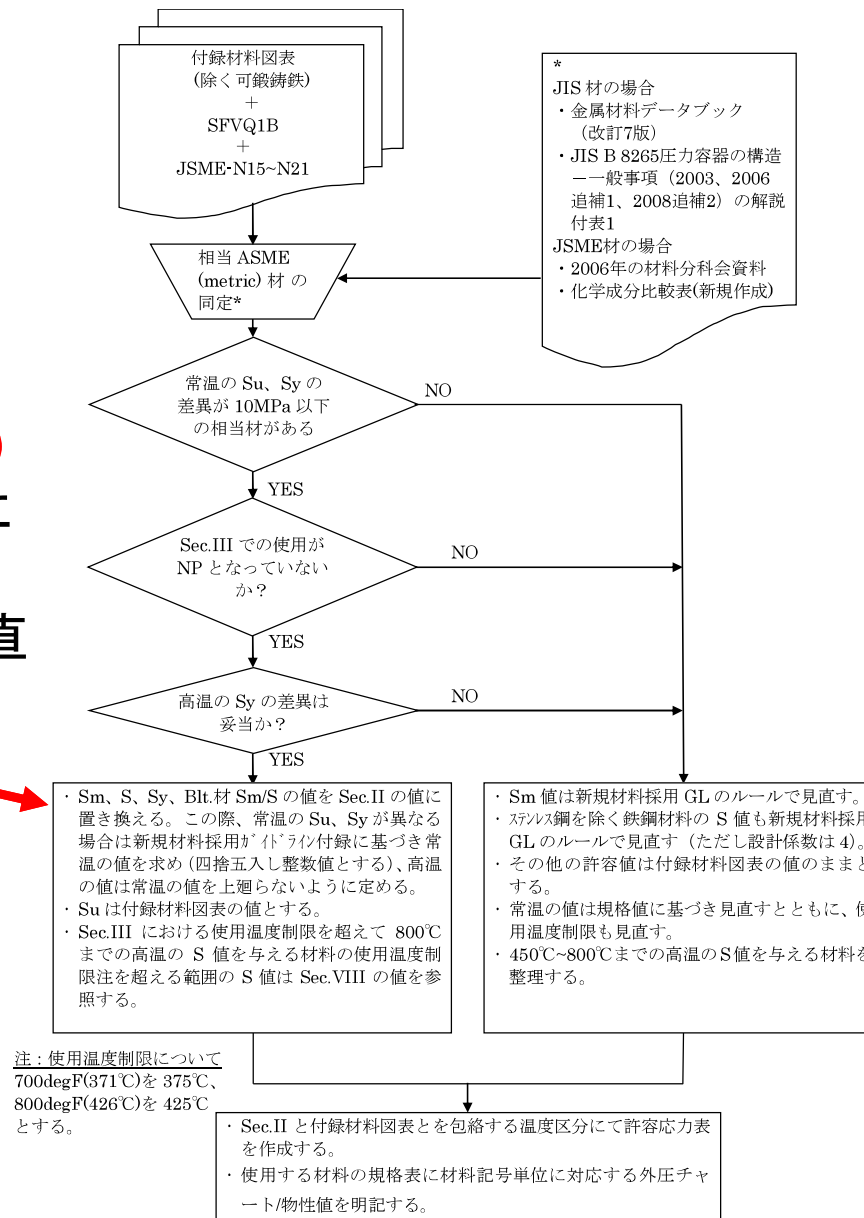 付録材料図表
(除く可鍛鋳鉄)
+
SFVQ1B
+
JSME-N15~N21
*
JIS 材の場合
・金属材料データブック
（改訂7版）
・JIS B 8265圧力容器の構造
－一般事項（2003、2006
追補1、2008追補2）の解説
付表1
JSME材の場合
・2006年の材料分科会資料
・化学成分比較表(新規作成)
相当 ASME
(metric) 材 の
同定*
常温の Su、Sy の
差異が 10MPa 以下
の相当材がある
NO
YES
Sec.III での使用が
NP となっていない
か？
NO
YES
直
高温の Sy の差異は
妥当か？
NO
YES
・Sm、S、Sy、Blt.材 Sm/S の値を Sec.II の値に
置き換える。この際、常温の Su、Sy が異なる
場合は新規材料採用ｶﾞｲﾄﾞﾗｲﾝ付録に基づき常
温の値を求め（四捨五入し整数値とする）、高温
の値は常温の値を上廻らないように定める。
・Su は付録材料図表の値とする。
・Sec.III における使用温度制限を超えて 800℃
までの高温の S 値を与える材料の使用温度制
限注を超える範囲の S 値は Sec.VIII の値を参
照する。
・Sm 値は新規材料採用 GL のルールで見直す。
・ｽﾃﾝﾚｽ鋼を除く鉄鋼材料の S 値も新規材料採用
GL のルールで見直す（ただし設計係数は 4）。
・その他の許容値は付録材料図表の値のままと
する。
・常温の値は規格値に基づき見直すとともに、使
用温度制限も見直す。
・450℃~800℃までの高温のS値を与える材料を
整理する。
注：使用温度制限について
700degF(371℃)を 375℃、
800degF(426℃)を 425℃
とする。
・Sec.II と付録材料図表とを包絡する温度区分にて許容応力表
を作成する。
・使用する材料の規格表に材料記号単位に対応する外圧チャ
ート/物性値を明記する。